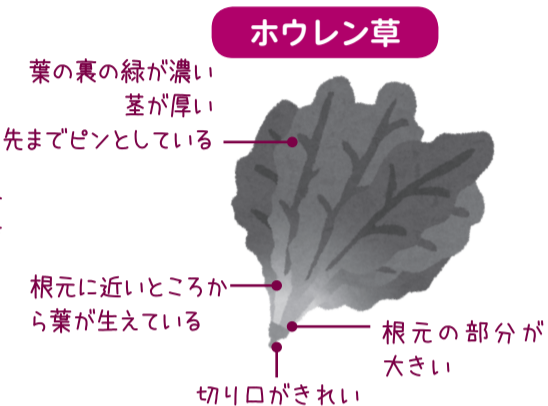 ホウレン草
葉の裏の緑が濃い
茎が厚い
先までピンとしている
根元に近いところか
ら葉が生えている
根元の部分が
大きい
切り口がきれい